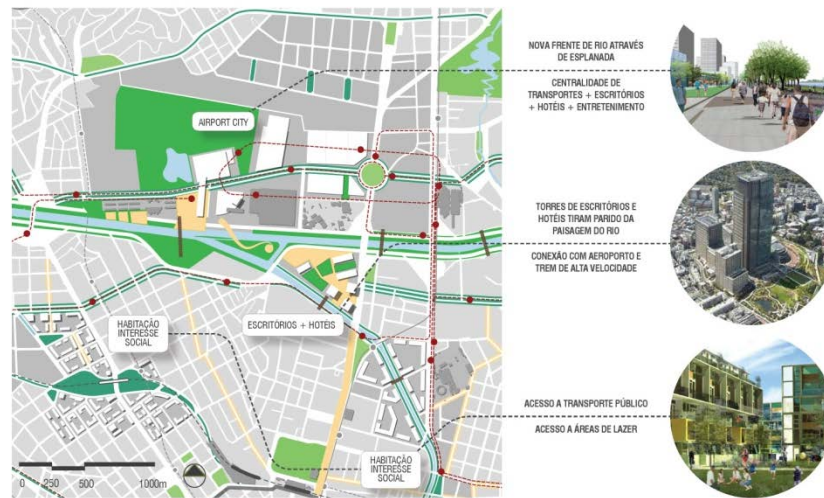 AIRPORT CITY
HABITAÇÃO
INTERESSE
SOCIAL
ESCRITÓRIOS + HOTÉIS
HABITAÇÃO
INTERESSE
SOCIAL
0 250 500 1000m
NOVA FRENTE DE RIO ATRAVÉS
DE ESPLANADA
CENTRALIDADE DE
TRANSPORTES + ESCRITÓRIOS
+ HOTÉIS + ENTRETENIMENTO
TORRES DE ESCRITÓRIOS E
HOTÉIS TIRAM PARIDO DA
PAISAGEM DO RIO
CONEXÃO COM AEROPORTO E
TREM DE ALTA VELOCIDADE
ACESSO A TRANSPORTE PÚBLICO
ACESSO A ÁREAS DE LAZER